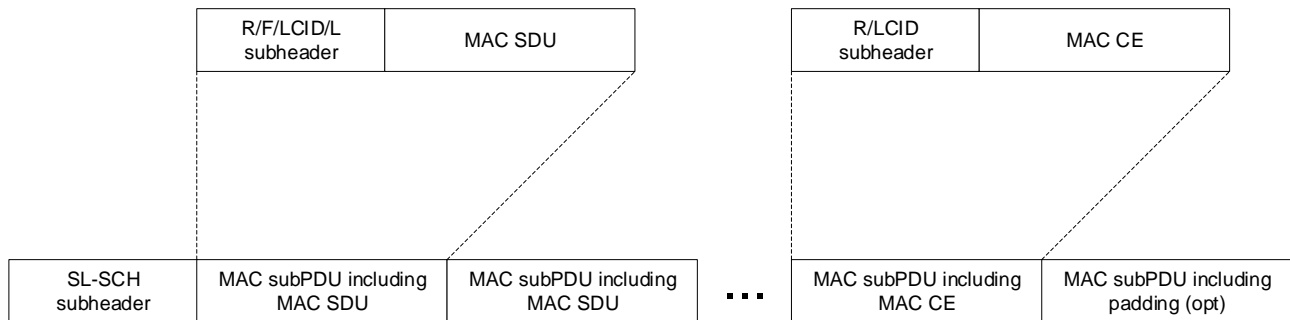 R/F/LCID/L
subheader
MAC SDU
R/LCID
subheader
MAC CE
SL-SCH
subheader
MAC subPDU including
MAC SDU
MAC subPDU including
MAC SDU
...
MAC subPDU including
MAC CE
MAC subPDU including
padding (opt)